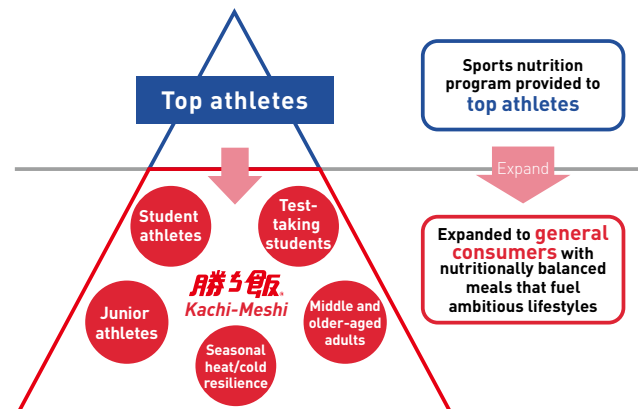 Top athletes
Sports nutrition
program provided to
top athletes
Expand
Student
athletes
Test-
taking
students
勝ち飯®
Kachi-Meshi
Junior
athletes
Middle and
older-aged
adults
Seasonal
heat/cold
resilience
Expanded to general
consumers with
nutritionally balanced
meals that fuel
ambitious lifestyles